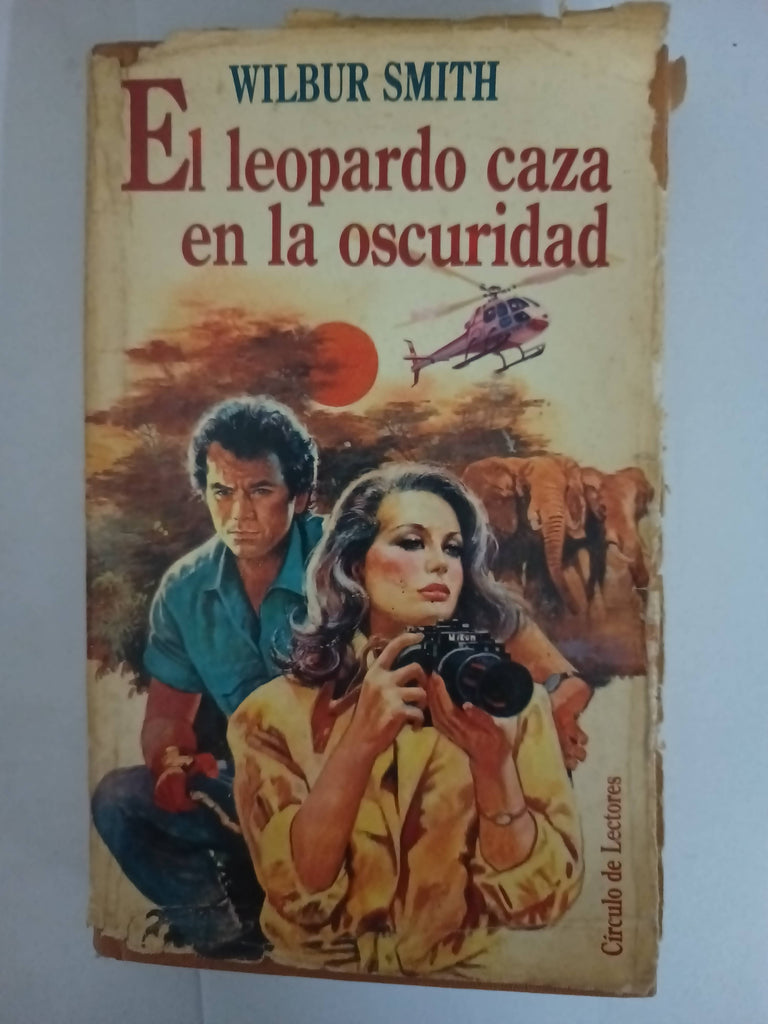 WILBUR SMITH
El leopardo caza
en la oscuridad
Nikon
Círculo de Lectores